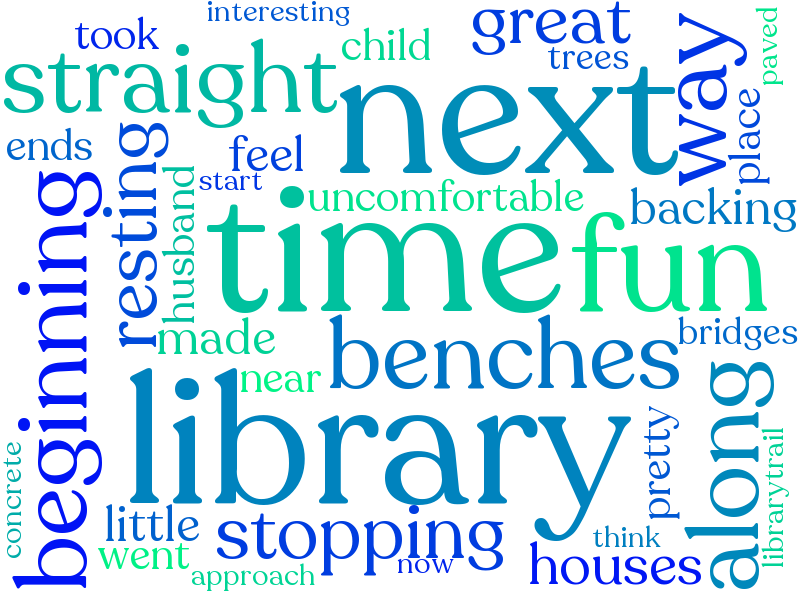 interesting
took
great
child
trees
paved
straight
way
next
place
ends
feel
resting
husband
start
uncomfortable
backing
beginning
time
fun
made
benches
bridges
near
library
along
pretty
concrete
librarytrail
little
stopping
went
now
think
houses
approach